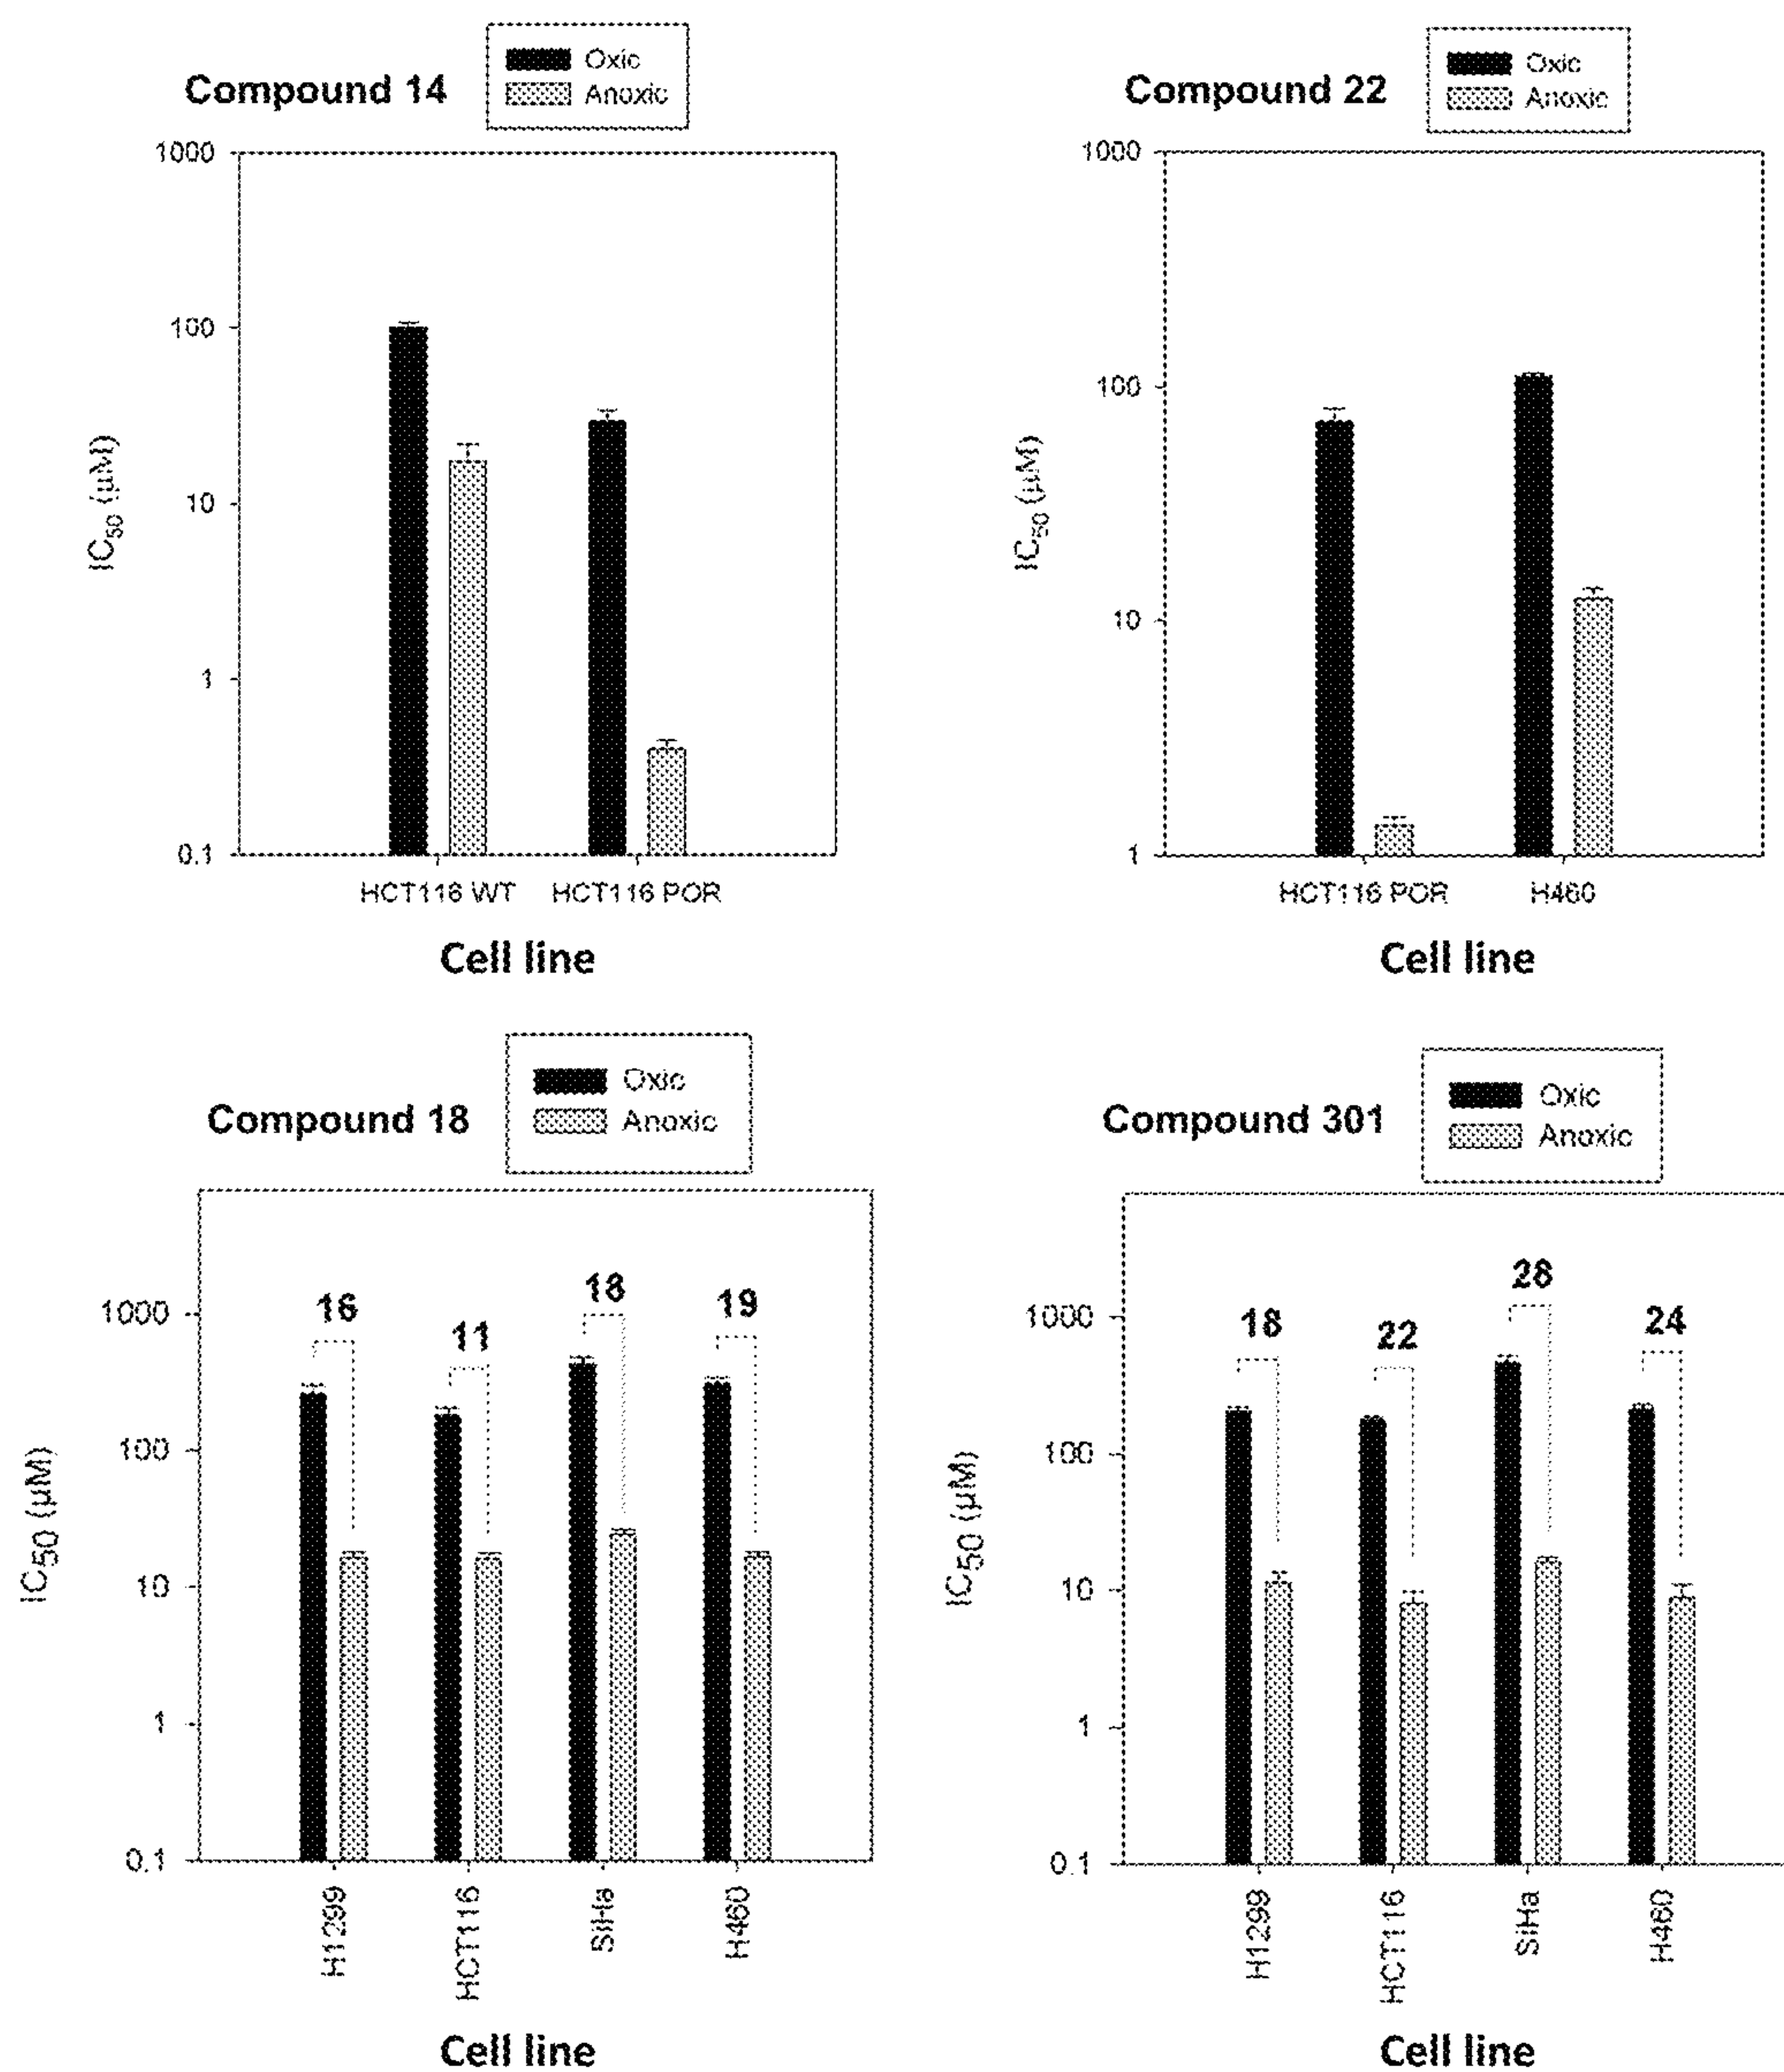 Compound 14
Oxic
Anoxic
1000
100
10
1
0.1
IC50 (µM)
HCT116 WT HCT116 POR
Cell line
Compound 22
Oxic
Anoxic
1000
100
10
1
IC50 (µM)
HCT116 POR H460
Cell line
Compound 18
Oxic
Anoxic
1000
100
10
1
0.1
IC50 (µM)
16
11
18
19
H1299
HCT116
SiHa
H460
Cell line
Compound 301
Oxic
Anoxic
1000
100
10
1
0.1
IC50 (µM)
18
22
28
24
H1299
HCT116
SiHa
H460
Cell line